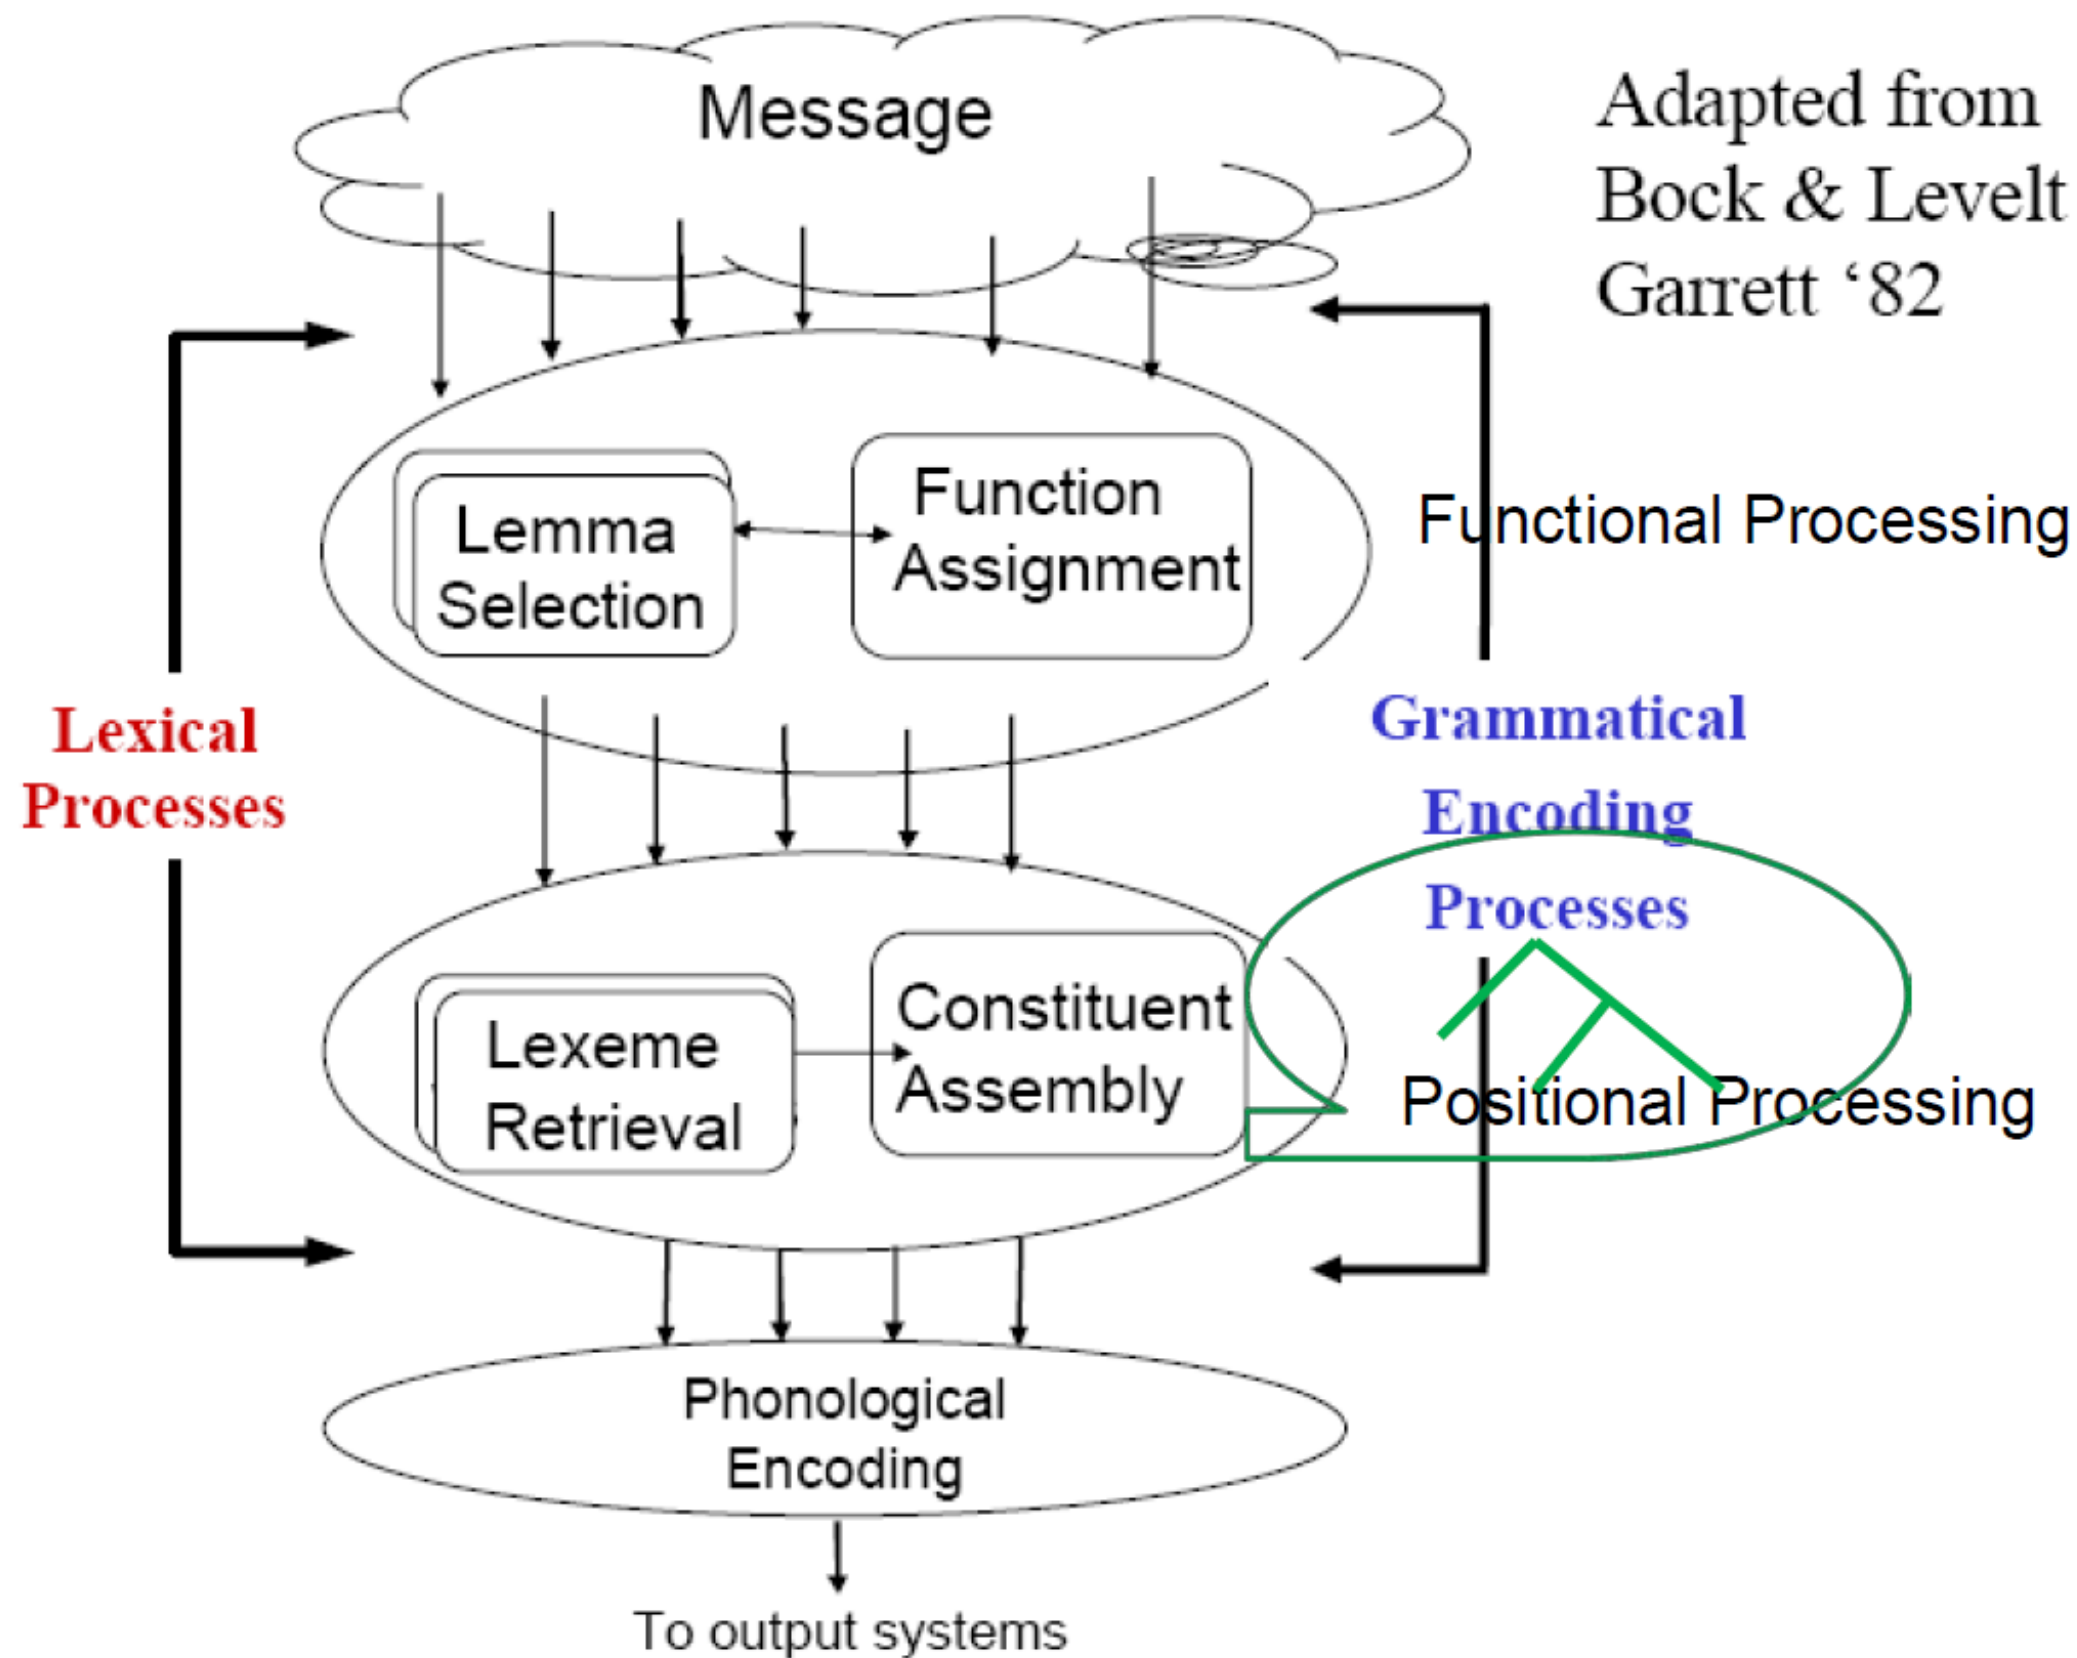 Message
Adapted from
Bock & Levelt
Garrett ‘82
Lemma
Selection
Function
Assignment
Functional Processing
Lexical
Processes
Grammatical
Encoding
Processes
Lexeme
Retrieval
Constituent
Assembly
Positional Processing
Phonological
Encoding
To output systems